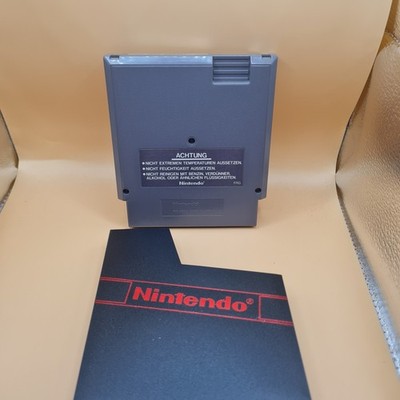 ACHTUNG
•NICHT EXTREMEN TEMPERATUREN AUSSETZEN.
•NICHT FEUCHTIGKEIT AUSSETZEN.
•NICHT REINIGEN MIT BENZIN, VERDÜNNER,
ALKOHOL ODER ÄHNLICHEN FLÜSSIGKEITEN.
Nintendo®
Nintendo®